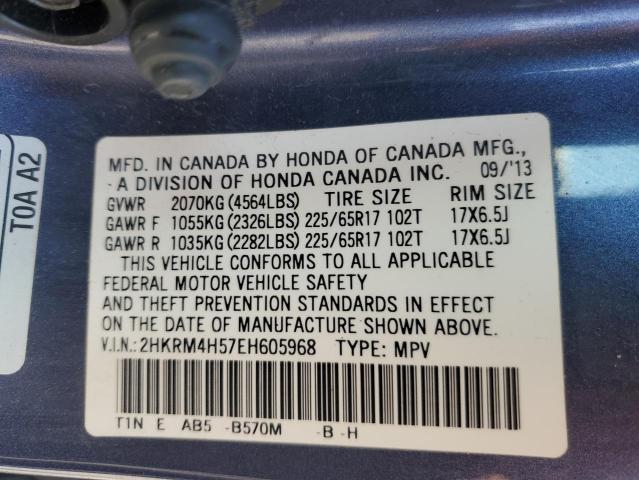 TOA A2
MFD. IN CANADA BY HONDA OF CANADA MFG.,
A DIVISION OF HONDA CANADA INC. 09/'13
GVWR 2070KG(4564LBS) TIRE SIZE RIM SIZE
GAWR F 1055KG(2326LBS) 225/65R17 102T 17X6.5J
GAWR R 1035KG(2282LBS) 225/65R17 102T 17X6.5J
THIS VEHICLE CONFORMS TO ALL APPLICABLE
FEDERAL MOTOR VEHICLE SAFETY
AND THEFT PREVENTION STANDARDS IN EFFECT
ON THE DATE OF MANUFACTURE SHOWN ABOVE.
V.I.N.:2HKRM4H57EH605968 TYPE: MPV
T1N E AB5 -B570M -B -H